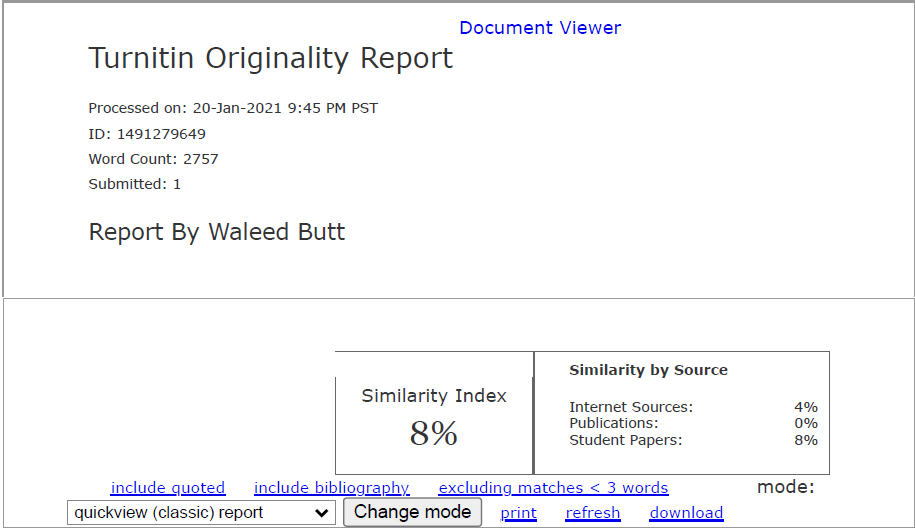 Document Viewer
Turnitin Originality Report
Processed on: 20-Jan-2021 9:45 PM PST
ID: 1491279649
Word Count: 2757
Submitted: 1
Report By Waleed Butt
Similarity Index
8%
Similarity by Source
Internet Sources: 4%
Publications: 0%
Student Papers: 8%
include quoted include bibliography excluding matches < 3 words mode:
quickview (classic) report Change mode print refresh download